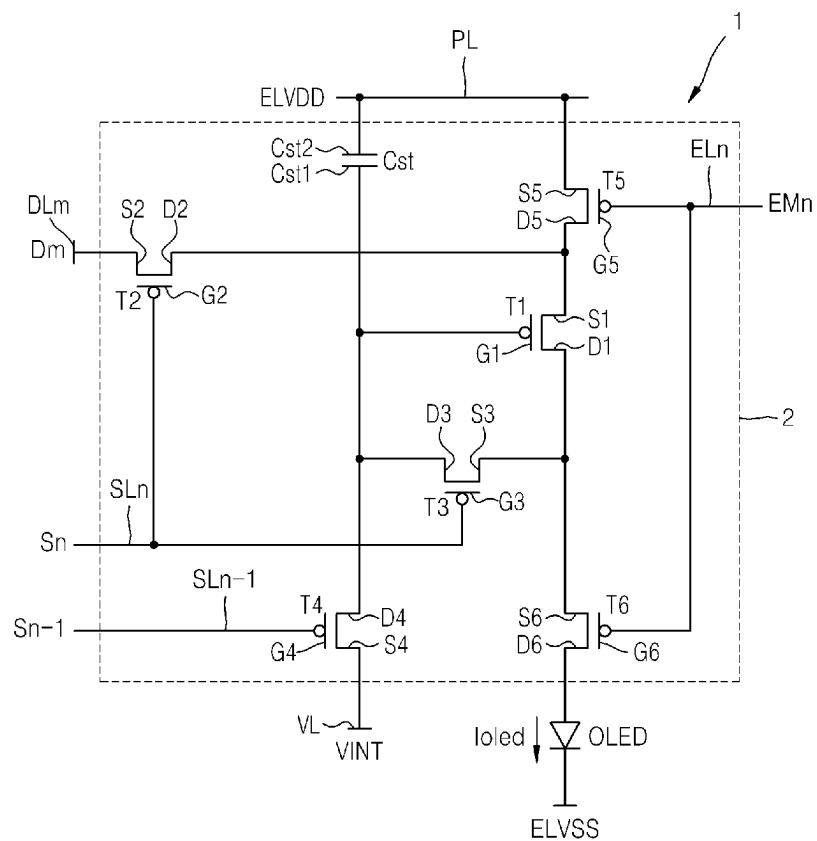 1
PL
ELVDD
Cst2
Cst1
Cst
ELn
DLm
S2
D2
S5
T5
EMn
Dm
D5
G5
T2
G2
T1
S1
G1
D1
D3
S3
2
SLn
T3
G3
Sn
SLn-1
T4
D4
S6
T6
Sn-1
G4
S4
D6
G6
VL
VINT
Ioled
OLED
ELVSS